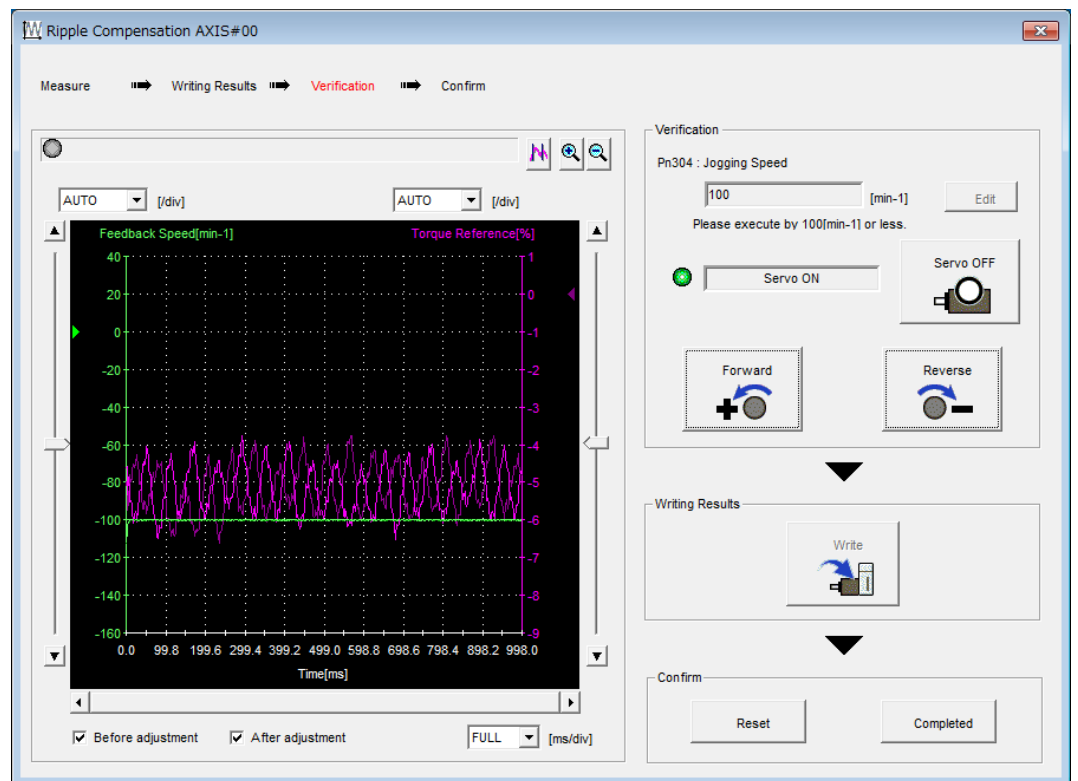 Ripple Compensation AXIS#00
Measure Writing Results Verification Confirm
AUTO [/div] AUTO [/div]
Feedback Speed[min-1] Torque Reference[%]
40 1
20 0
0 -1
-20 -2
-40 -3
-60 -4
-80 -5
-100 -6
-120 -7
-140 -8
-160 -9
0.0 99.8 199.6 299.4 399.2 499.0 598.8 698.6 798.4 898.2 998.0
Time[ms]
Before adjustment After adjustment FULL [ms/div]
Verification
Pn304 : Jogging Speed
100 [min-1] Edit
Please execute by 100[min-1] or less.
Servo ON Servo OFF
Forward Reverse
Writing Results
Write
Confirm
Reset Completed